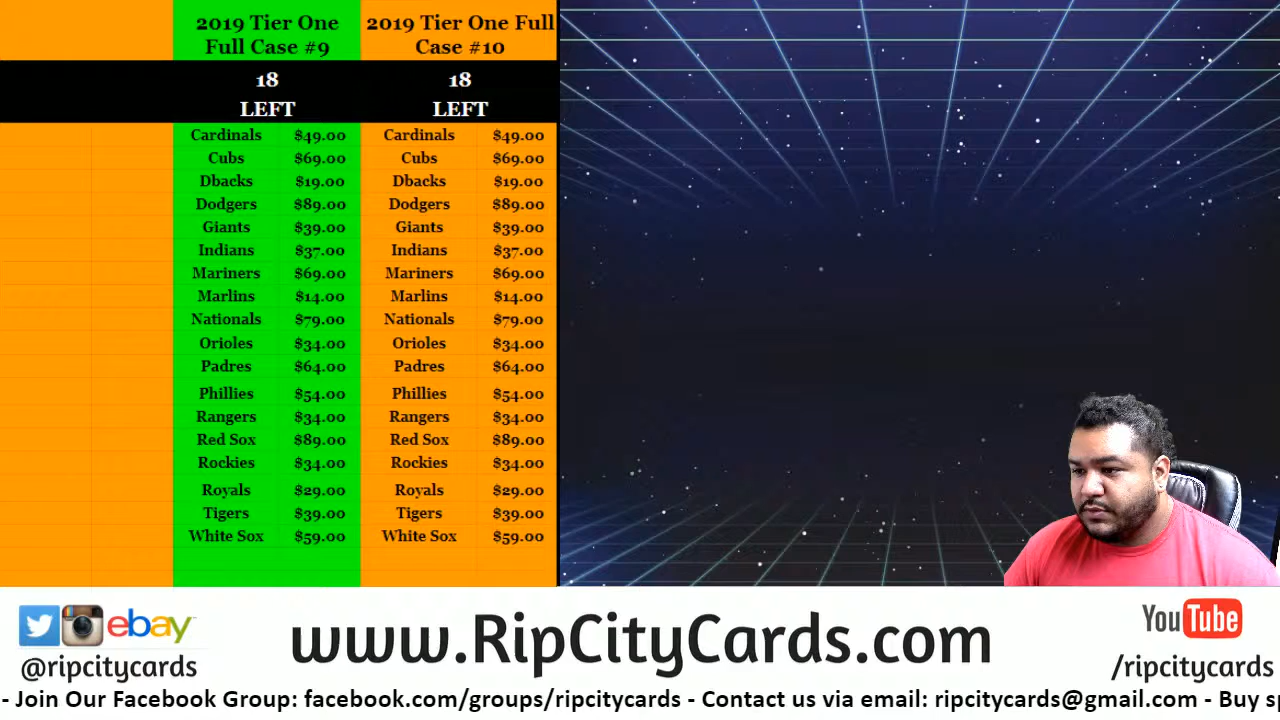 2019 Tier One
Full Case #9
18
LEFT
Cardinals $49.00
Cubs $69.00
Dbacks $19.00
Dodgers $89.00
Giants $39.00
Indians $37.00
Mariners $69.00
Marlins $14.00
Nationals $79.00
Orioles $34.00
Padres $64.00
Phillies $54.00
Rangers $34.00
Red Sox $89.00
Rockies $34.00
Royals $29.00
Tigers $39.00
White Sox $59.00
2019 Tier One Full
Case #10
18
LEFT
Cardinals $49.00
Cubs $69.00
Dbacks $19.00
Dodgers $89.00
Giants $39.00
Indians $37.00
Mariners $69.00
Marlins $14.00
Nationals $79.00
Orioles $34.00
Padres $64.00
Phillies $54.00
Rangers $34.00
Red Sox $89.00
Rockies $34.00
Royals $29.00
Tigers $39.00
White Sox $59.00
ebay
@ripcitycards
www.RipCityCards.com
YouTube
/ripcitycards
- Join Our Facebook Group: facebook.com/groups/ripcitycards - Contact us via email: ripcitycards@gmail.com - Buy